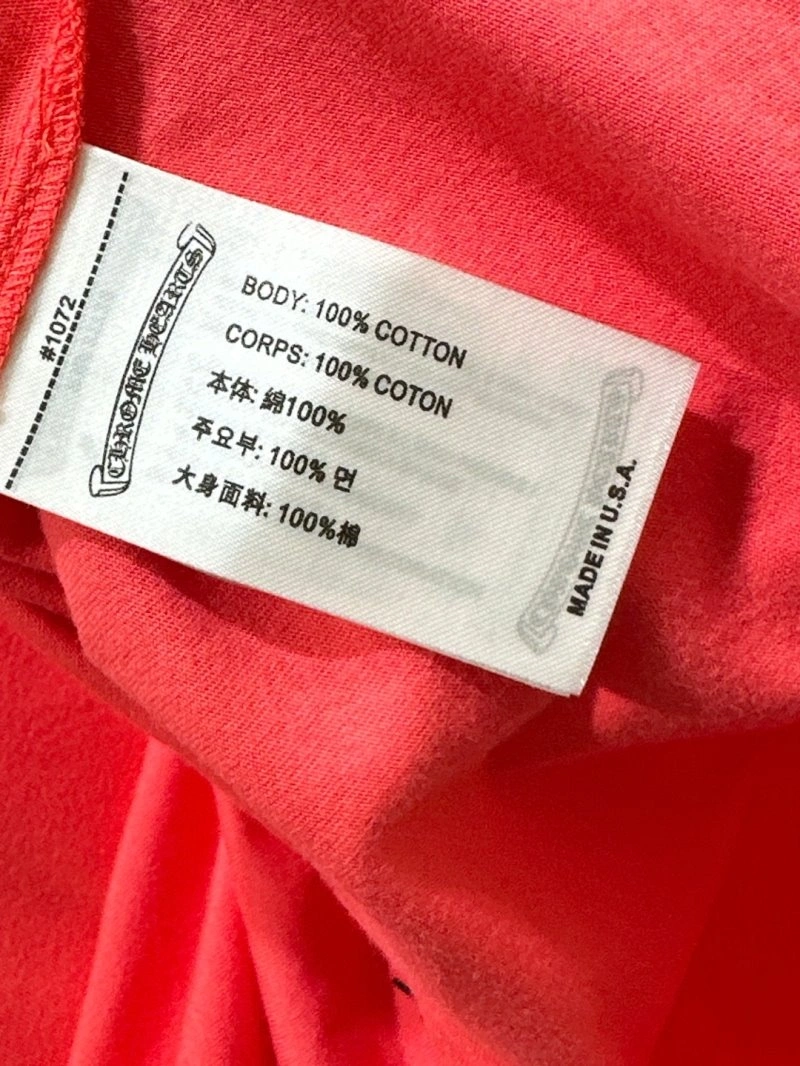 #1072
CHROME HEARTS
BODY: 100% COTTON
CORPS: 100% COTON
本体: 綿100%
주요부: 100% 면
大身面料: 100%棉
MADE IN U.S.A.